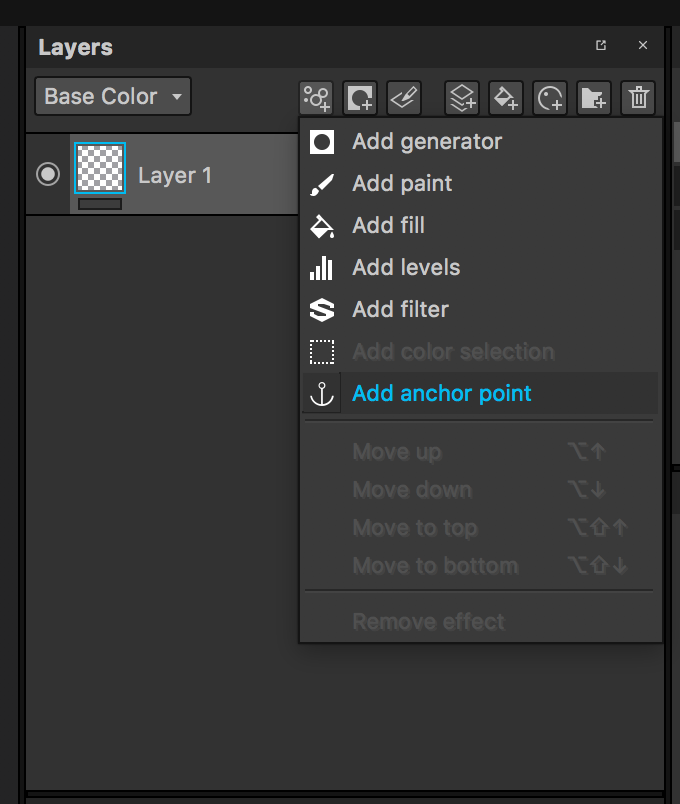 Layers
Base Color
Layer 1
Add generator
Add paint
Add fill
Add levels
Add filter
Add color selection
Add anchor point
Move up ⌥↑
Move down ⌥↓
Move to top ⌥⇧↑
Move to bottom ⌥⇧↓
Remove effect